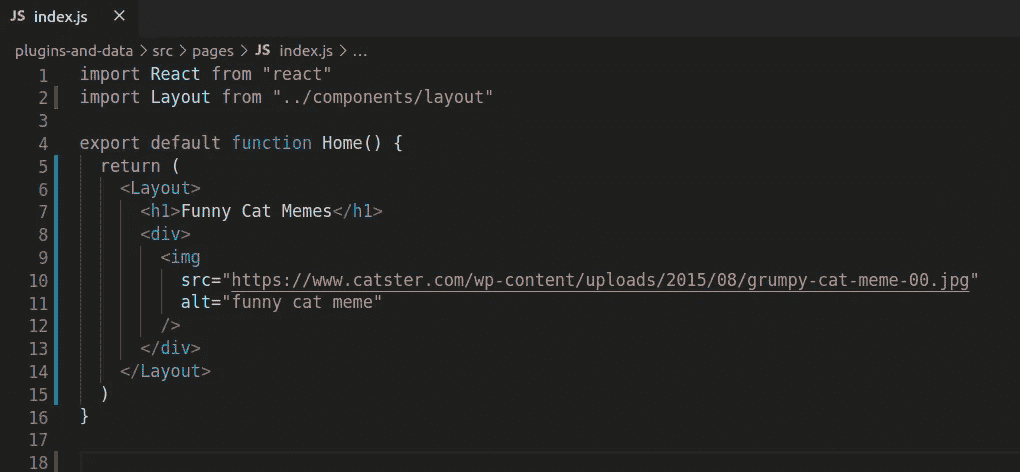 JS index.js ×
plugins-and-data > src > pages > JS index.js > ...
1 import React from "react"
2 import Layout from "../components/layout"
3
4 export default function Home() {
5   return (
6     <Layout>
7       <h1>Funny Cat Memes</h1>
8       <div>
9         <img
10           src="https://www.catster.com/wp-content/uploads/2015/08/grumpy-cat-meme-00.jpg"
11           alt="funny cat meme"
12         />
13       </div>
14     </Layout>
15   )
16 }
17
18